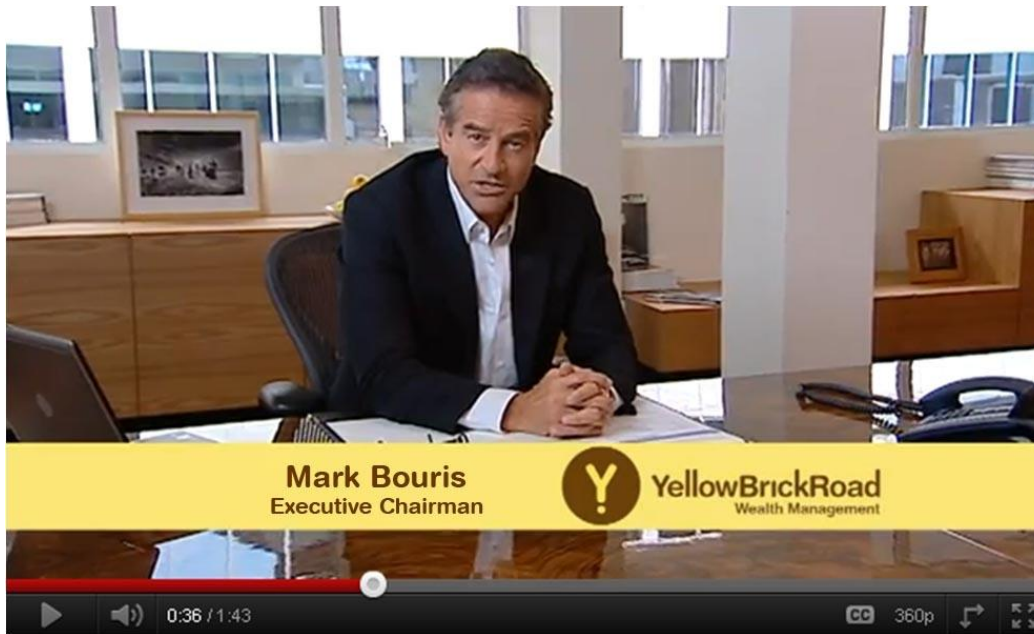 Mark Bouris
Executive Chairman
Y
YellowBrickRoad
Wealth Management
0:36 / 1:43
CC
360p